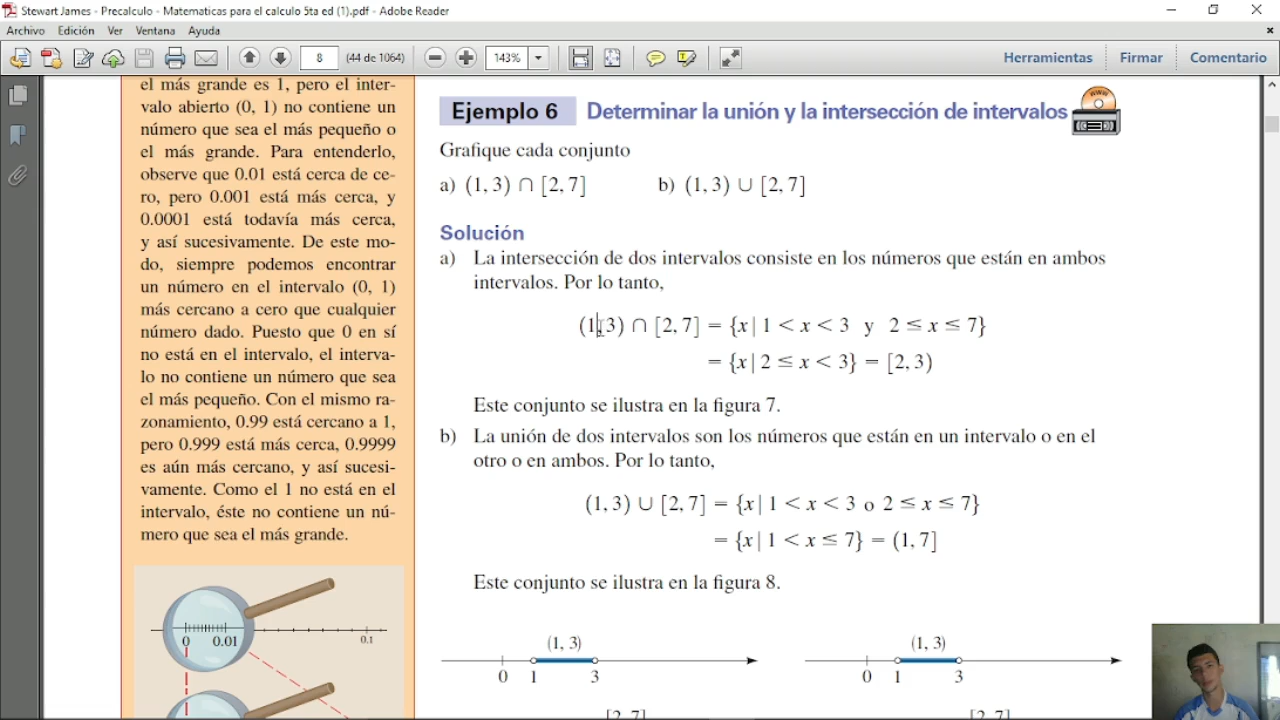 Stewart James - Precalculo - Matematicas para el calculo 5ta ed (1).pdf - Adobe Reader
Archivo Edición Ver Ventana Ayuda
8 (44 de 1064) 143% Herramientas Firmar Comentario
el más grande es 1, pero el inter-
valo abierto (0, 1) no contiene un
número que sea el más pequeño o
el más grande. Para entenderlo,
observe que 0.01 está cerca de ce-
ro, pero 0.001 está más cerca, y
0.0001 está todavía más cerca,
y así sucesivamente. De este mo-
do, siempre podemos encontrar
un número en el intervalo (0, 1)
más cercano a cero que cualquier
número dado. Puesto que 0 en sí
no está en el intervalo, el interva-
lo no contiene un número que sea
el más pequeño. Con el mismo ra-
zonamiento, 0.99 está cercano a 1,
pero 0.999 está más cerca, 0.9999
es aún más cercano, y así sucesi-
vamente. Como el 1 no está en el
intervalo, éste no contiene un nú-
mero que sea el más grande.
0 0.01 0.1
Ejemplo 6 Determinar la unión y la intersección de intervalos
WWW
Grafique cada conjunto
a) (1, 3) ∩ [2, 7] b) (1, 3) ∪ [2, 7]
Solución
a) La intersección de dos intervalos consiste en los números que están en ambos
intervalos. Por lo tanto,
(1, 3) ∩ [2, 7] = {x | 1 < x < 3 y 2 ≤ x ≤ 7}
= {x | 2 ≤ x < 3} = [2, 3)
Este conjunto se ilustra en la figura 7.
b) La unión de dos intervalos son los números que están en un intervalo o en el
otro o en ambos. Por lo tanto,
(1, 3) ∪ [2, 7] = {x | 1 < x < 3 o 2 ≤ x ≤ 7}
= {x | 1 < x ≤ 7} = (1, 7]
Este conjunto se ilustra en la figura 8.
(1, 3) (1, 3)
0 1 3 0 1 3
[2, 7] [2, 7]